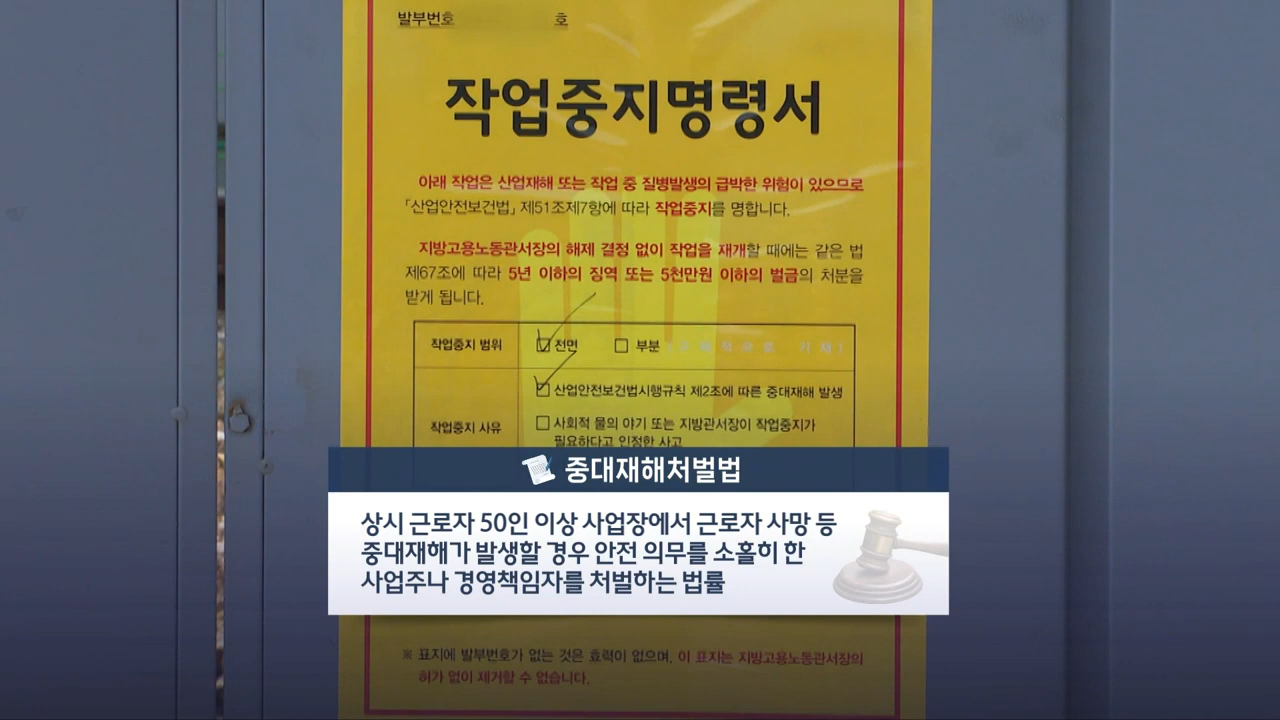 발부번호 호
작업중지명령서
아래 작업은 산업재해 또는 작업 중 질병발생의 급박한 위험이 있으므로
「산업안전보건법」 제51조제7항에 따라 작업중지를 명합니다.
지방고용노동관서장의 해제 결정 없이 작업을 재개할 때에는 같은 법
제67조에 따라 5년 이하의 징역 또는 5천만원 이하의 벌금의 처분을
받게 됩니다.
작업중지 범위 전면 부분
산업안전보건법시행규칙 제2조에 따른 중대재해 발생
작업중지 사유 사회적 물의 야기 또는 지방관서장이 작업중지가
필요하다고 인정한 사고
중대재해처벌법
상시 근로자 50인 이상 사업장에서 근로자 사망 등
중대재해가 발생할 경우 안전 의무를 소홀히 한
사업주나 경영책임자를 처벌하는 법률
※ 표지에 발부번호가 없는 것은 효력이 없으며, 이 표지는 지방고용노동관서장의
허가 없이 제거할 수 없습니다.